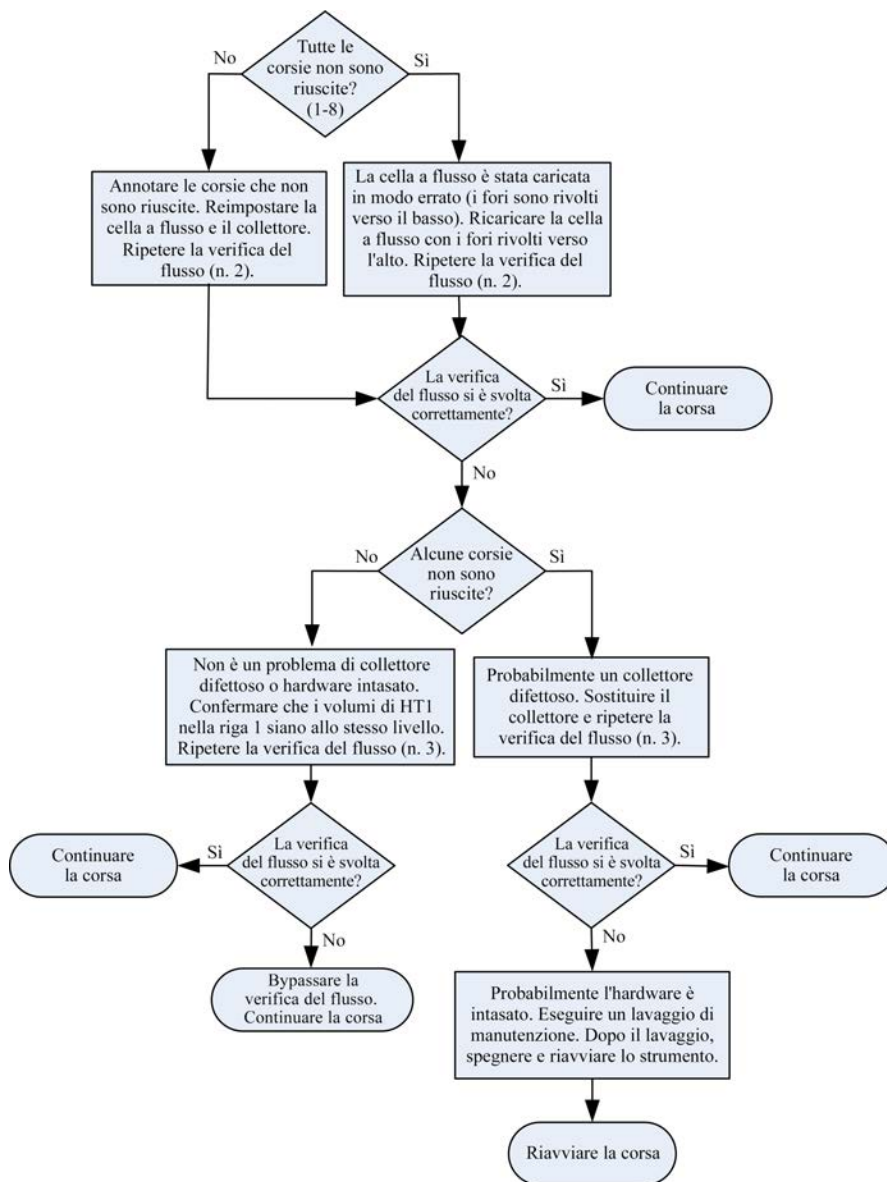 Tutte le
corsie non sono
riuscite?
(1-8)
No
Sì
Annotare le corsie che non
sono riuscite. Reimpostare la
cella a flusso e il collettore.
Ripetere la verifica del
flusso (n. 2).
La cella a flusso è stata caricata
in modo errato (i fori sono rivolti
verso il basso). Ricaricare la cella
a flusso con i fori rivolti verso
l'alto. Ripetere la verifica del
flusso (n. 2).
La verifica
del flusso si è svolta
correttamente?
Sì
Continuare
la corsa
No
Alcune corsie
non sono
riuscite?
No
Sì
Non è un problema di collettore
difettoso o hardware intasato.
Confermare che i volumi di HT1
nella riga 1 siano allo stesso livello.
Ripetere la verifica del flusso (n. 3).
Probabilmente un collettore
difettoso. Sostituire il
collettore e ripetere la
verifica del flusso (n. 3).
La verifica
del flusso si è svolta
correttamente?
Sì
Continuare
la corsa
No
Bypassare la
verifica del flusso.
Continuare la corsa
La verifica
del flusso si è svolta
correttamente?
Sì
Continuare
la corsa
No
Probabilmente l'hardware è
intasato. Eseguire un lavaggio di
manutenzione. Dopo il lavaggio,
spegnere e riavviare lo strumento.
Riavviare la corsa